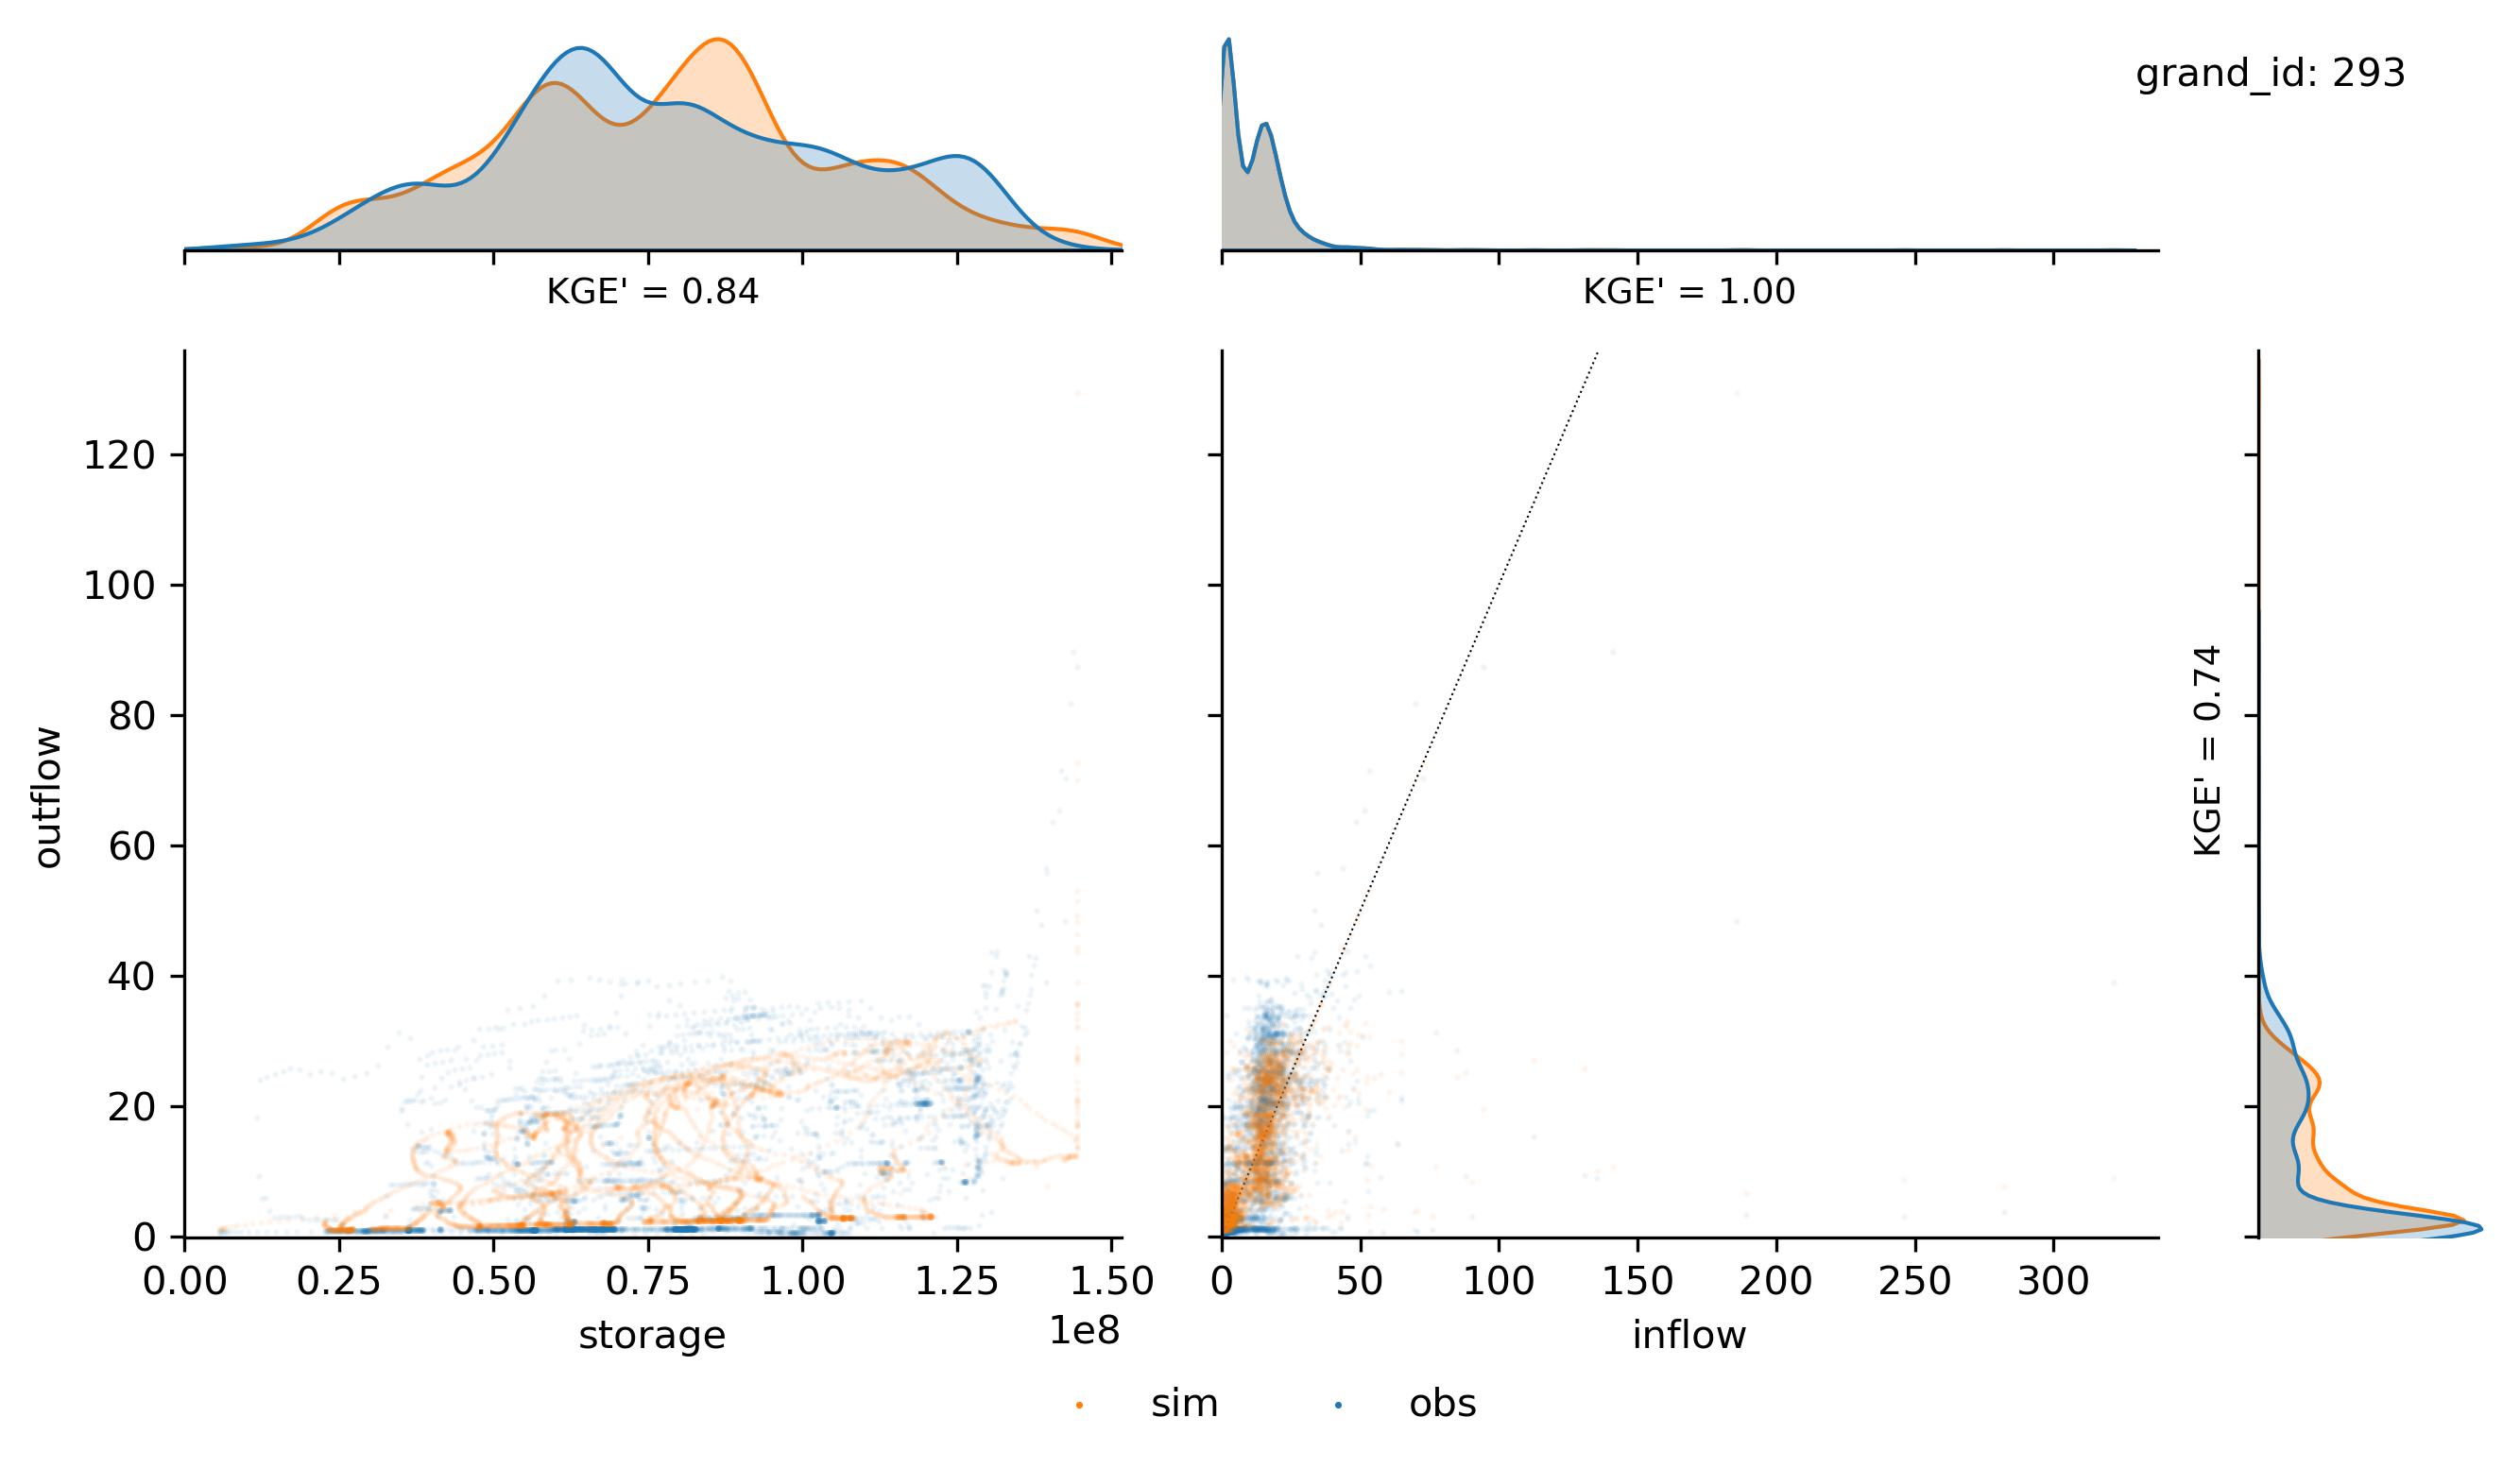 grand_id: 293
KGE' = 0.84
KGE' = 1.00
outflow
120
100
80
60
40
20
0
KGE' = 0.74
0.00 0.25 0.50 0.75 1.00 1.25 1.50
0 50 100 150 200 250 300
storage
1e8
inflow
sim obs